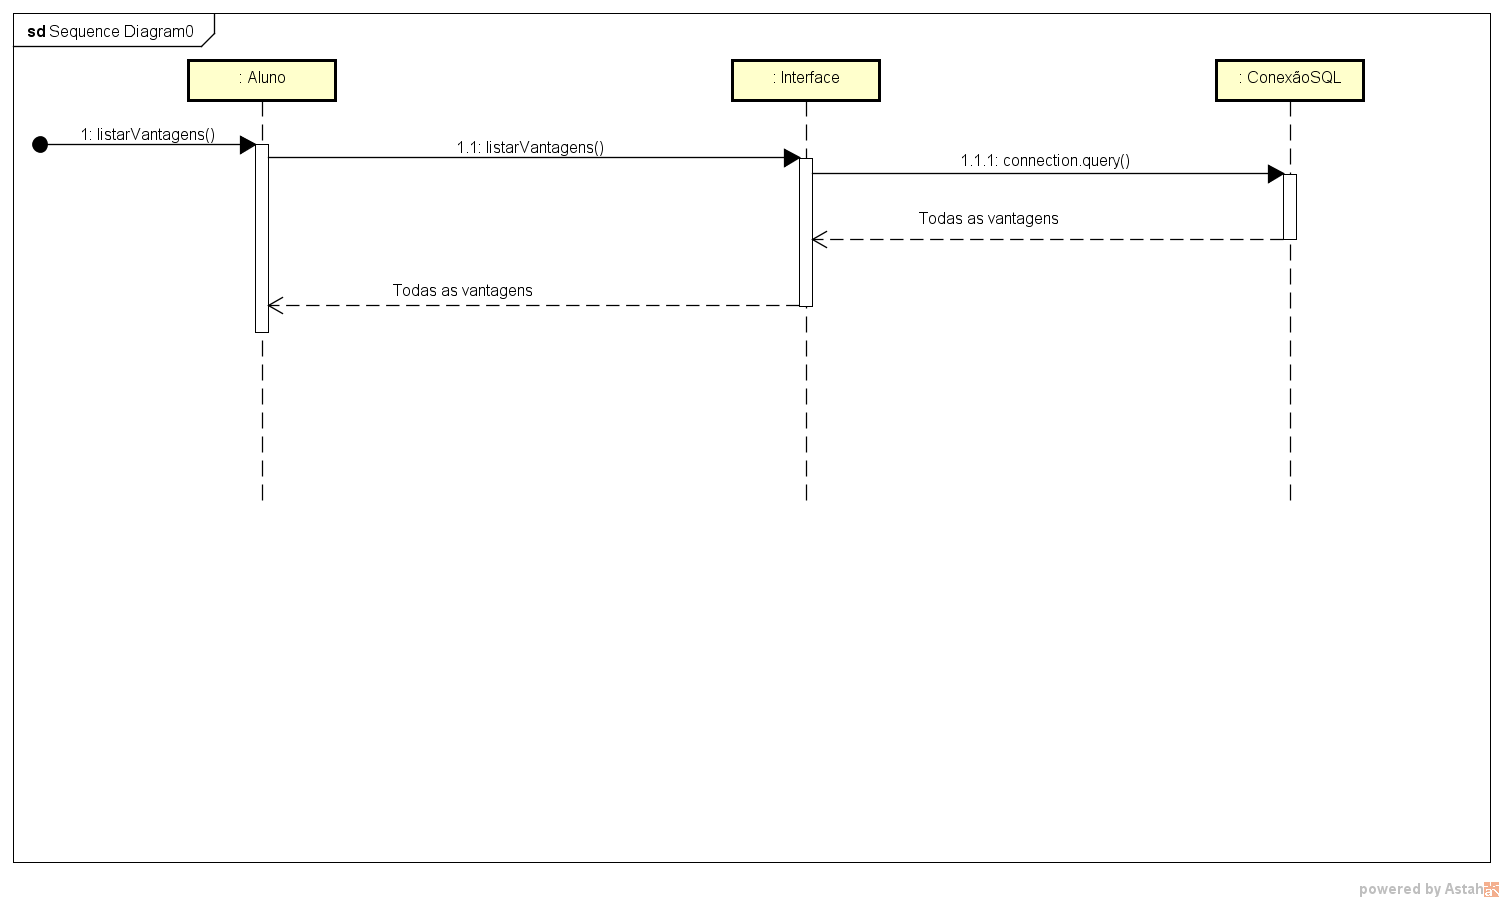 sd Sequence Diagram0
: Aluno
: Interface
: ConexãoSQL
1: listarVantagens()
1.1: listarVantagens()
1.1.1: connection.query()
Todas as vantagens
Todas as vantagens
powered by Astah